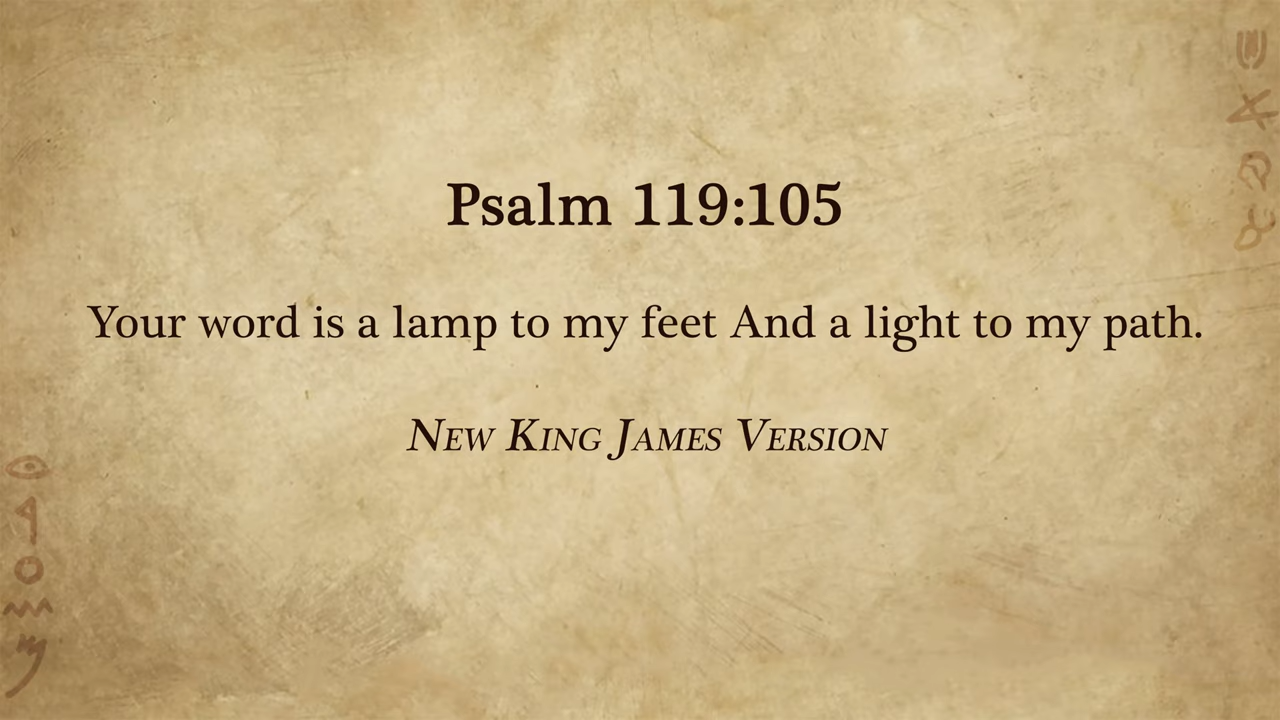 Psalm 119:105
Your word is a lamp to my feet And a light to my path.
New King James Version